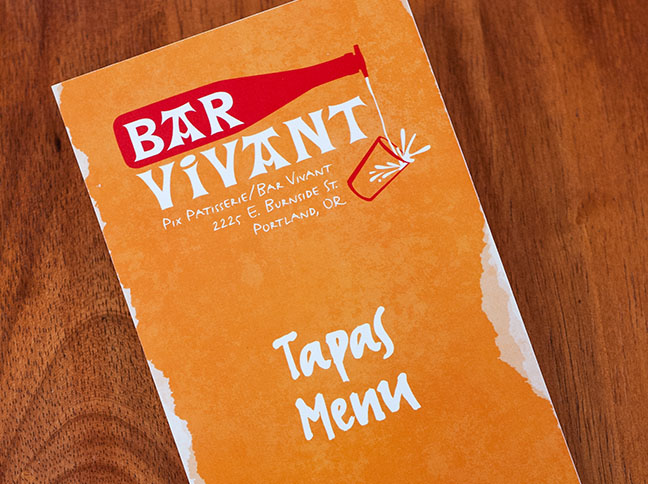 BAR
ViVANT
PIX PATISSERIE/BAR VIVANT
2225 E. BURNSIDE ST.
PORTLAND, OR
Tapas
Menu